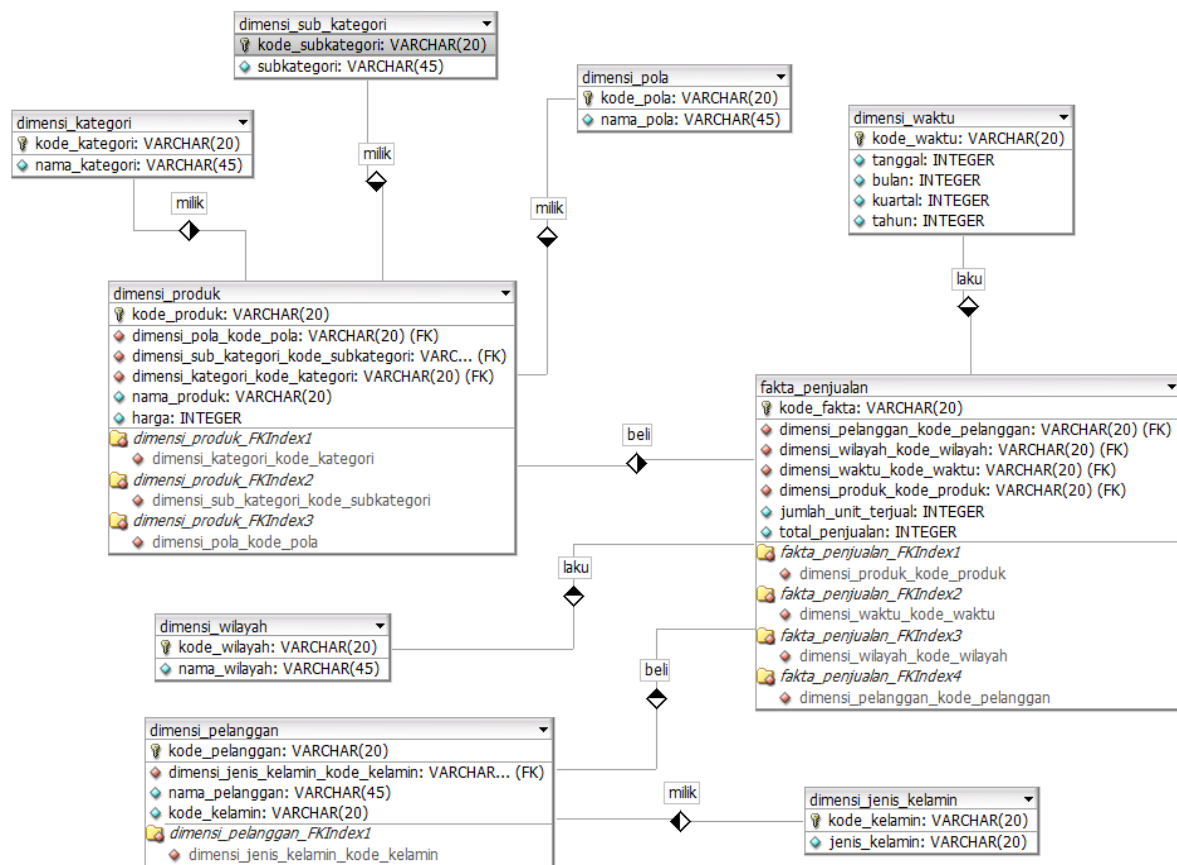 dimensi_sub_kategori
kode_subkategori: VARCHAR(20)
subkategori: VARCHAR(45)
dimensi_pola
kode_pola: VARCHAR(20)
nama_pola: VARCHAR(45)
dimensi_kategori
kode_kategori: VARCHAR(20)
nama_kategori: VARCHAR(45)
dimensi_waktu
kode_waktu: VARCHAR(20)
tanggal: INTEGER
bulan: INTEGER
kuartal: INTEGER
tahun: INTEGER
milik
milik
milik
laku
dimensi_produk
kode_produk: VARCHAR(20)
dimensi_pola_kode_pola: VARCHAR(20) (FK)
dimensi_sub_kategori_kode_subkategori: VARC... (FK)
dimensi_kategori_kode_kategori: VARCHAR(20) (FK)
nama_produk: VARCHAR(20)
harga: INTEGER
dimensi_produk_FKIndex1
dimensi_kategori_kode_kategori
dimensi_produk_FKIndex2
dimensi_sub_kategori_kode_subkategori
dimensi_produk_FKIndex3
dimensi_pola_kode_pola
beli
fakta_penjualan
kode_fakta: VARCHAR(20)
dimensi_pelanggan_kode_pelanggan: VARCHAR(20) (FK)
dimensi_wilayah_kode_wilayah: VARCHAR(20) (FK)
dimensi_waktu_kode_waktu: VARCHAR(20) (FK)
dimensi_produk_kode_produk: VARCHAR(20) (FK)
jumlah_unit_terjual: INTEGER
total_penjualan: INTEGER
fakta_penjualan_FKIndex1
dimensi_produk_kode_produk
fakta_penjualan_FKIndex2
dimensi_waktu_kode_waktu
fakta_penjualan_FKIndex3
dimensi_wilayah_kode_wilayah
fakta_penjualan_FKIndex4
dimensi_pelanggan_kode_pelanggan
laku
dimensi_wilayah
kode_wilayah: VARCHAR(20)
nama_wilayah: VARCHAR(45)
beli
dimensi_pelanggan
kode_pelanggan: VARCHAR(20)
dimensi_jenis_kelamin_kode_kelamin: VARCHAR... (FK)
nama_pelanggan: VARCHAR(45)
kode_kelamin: VARCHAR(20)
dimensi_pelanggan_FKIndex1
dimensi_jenis_kelamin_kode_kelamin
milik
dimensi_jenis_kelamin
kode_kelamin: VARCHAR(20)
jenis_kelamin: VARCHAR(20)